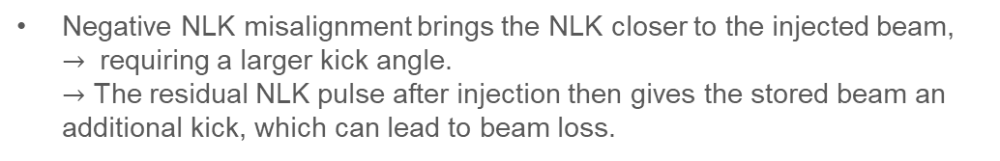 • Negative NLK misalignment brings the NLK closer to the injected beam,
→ requiring a larger kick angle.
→ The residual NLK pulse after injection then gives the stored beam an
additional kick, which can lead to beam loss.